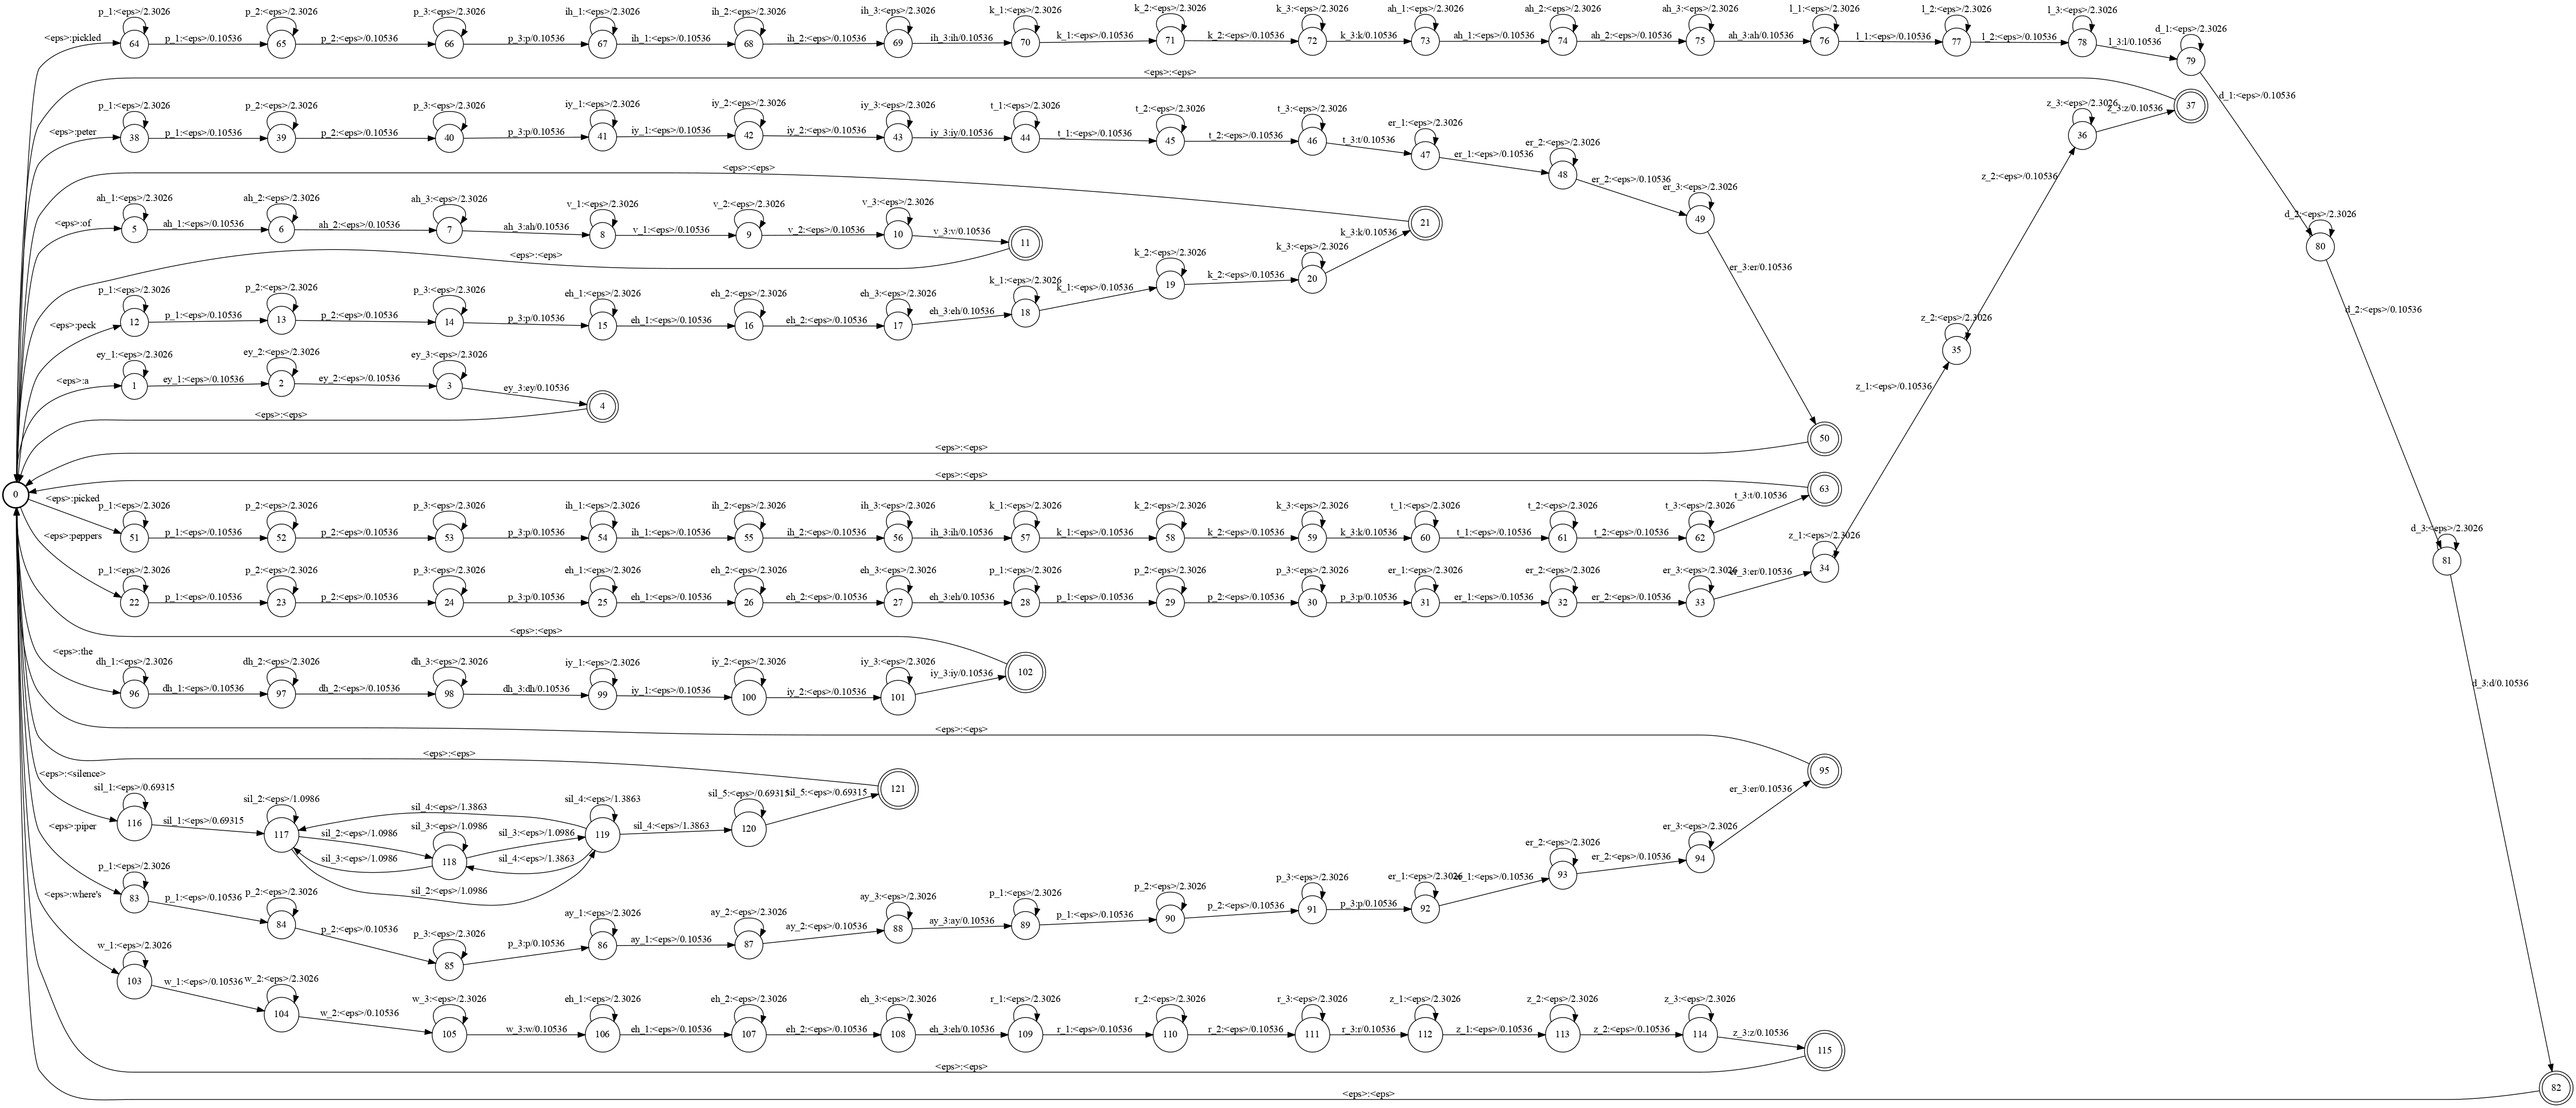 p_1:<eps>/2.3026 p_2:<eps>/2.3026 p_3:<eps>/2.3026 ih_1:<eps>/2.3026 ih_2:<eps>/2.3026 ih_3:<eps>/2.3026 k_1:<eps>/2.3026 k_2:<eps>/2.3026 k_3:<eps>/2.3026 ah_1:<eps>/2.3026 ah_2:<eps>/2.3026 ah_3:<eps>/2.3026 l_1:<eps>/2.3026 l_2:<eps>/2.3026 l_3:<eps>/2.3026 d_1:<eps>/2.3026
<eps>:pickled 64 p_1:<eps>/0.10536 65 p_2:<eps>/0.10536 66 p_3:p/0.10536 67 ih_1:<eps>/0.10536 68 ih_2:<eps>/0.10536 69 ih_3:ih/0.10536 70 k_1:<eps>/0.10536 71 k_2:<eps>/0.10536 72 k_3:k/0.10536 73 ah_1:<eps>/0.10536 74 ah_2:<eps>/0.10536 75 ah_3:ah/0.10536 76 l_1:<eps>/0.10536 77 l_2:<eps>/0.10536 78 l_3:l/0.10536 79
<eps>:<eps>
d_1:<eps>/0.10536
p_1:<eps>/2.3026 p_2:<eps>/2.3026 p_3:<eps>/2.3026 iy_1:<eps>/2.3026 iy_2:<eps>/2.3026 iy_3:<eps>/2.3026 t_1:<eps>/2.3026 t_2:<eps>/2.3026 t_3:<eps>/2.3026 er_1:<eps>/2.3026 er_2:<eps>/2.3026 er_3:<eps>/2.3026 z_3:<eps>/2.3026 z_3:z/0.10536 37
<eps>:peter 38 p_1:<eps>/0.10536 39 p_2:<eps>/0.10536 40 p_3:p/0.10536 41 iy_1:<eps>/0.10536 42 iy_2:<eps>/0.10536 43 iy_3:iy/0.10536 44 t_1:<eps>/0.10536 45 t_2:<eps>/0.10536 46 t_3:t/0.10536 47 er_1:<eps>/0.10536 48 er_2:<eps>/0.10536 49 36
<eps>:<eps>
z_2:<eps>/0.10536
ah_1:<eps>/2.3026 ah_2:<eps>/2.3026 ah_3:<eps>/2.3026 v_1:<eps>/2.3026 v_2:<eps>/2.3026 v_3:<eps>/2.3026 21
<eps>:of 5 ah_1:<eps>/0.10536 6 ah_2:<eps>/0.10536 7 ah_3:ah/0.10536 8 v_1:<eps>/0.10536 9 v_2:<eps>/0.10536 10 v_3:v/0.10536 11 k_3:k/0.10536
d_2:<eps>/2.3026 80
<eps>:<eps>
er_3:er/0.10536
p_1:<eps>/2.3026 p_2:<eps>/2.3026 p_3:<eps>/2.3026 eh_1:<eps>/2.3026 eh_2:<eps>/2.3026 eh_3:<eps>/2.3026 k_1:<eps>/2.3026 k_2:<eps>/2.3026 k_3:<eps>/2.3026
<eps>:peck 12 p_1:<eps>/0.10536 13 p_2:<eps>/0.10536 14 p_3:p/0.10536 15 eh_1:<eps>/0.10536 16 eh_2:<eps>/0.10536 17 eh_3:eh/0.10536 18 k_1:<eps>/0.10536 19 k_2:<eps>/0.10536 20
z_2:<eps>/2.3026 35 d_2:<eps>/0.10536
ey_1:<eps>/2.3026 ey_2:<eps>/2.3026 ey_3:<eps>/2.3026
<eps>:a 1 ey_1:<eps>/0.10536 2 ey_2:<eps>/0.10536 3 ey_3:ey/0.10536 4
z_1:<eps>/0.10536
<eps>:<eps>
50
<eps>:<eps>
<eps>:<eps>
0 63
<eps>:picked
p_1:<eps>/2.3026 p_2:<eps>/2.3026 p_3:<eps>/2.3026 ih_1:<eps>/2.3026 ih_2:<eps>/2.3026 ih_3:<eps>/2.3026 k_1:<eps>/2.3026 k_2:<eps>/2.3026 k_3:<eps>/2.3026 t_1:<eps>/2.3026 t_2:<eps>/2.3026 t_3:<eps>/2.3026 t_3:t/0.10536
51 p_1:<eps>/0.10536 52 p_2:<eps>/0.10536 53 p_3:p/0.10536 54 ih_1:<eps>/0.10536 55 ih_2:<eps>/0.10536 56 ih_3:ih/0.10536 57 k_1:<eps>/0.10536 58 k_2:<eps>/0.10536 59 k_3:k/0.10536 60 t_1:<eps>/0.10536 61 t_2:<eps>/0.10536 62
<eps>:peppers
d_3:<eps>/2.3026 81
p_1:<eps>/2.3026 p_2:<eps>/2.3026 p_3:<eps>/2.3026 eh_1:<eps>/2.3026 eh_2:<eps>/2.3026 eh_3:<eps>/2.3026 p_1:<eps>/2.3026 p_2:<eps>/2.3026 p_3:<eps>/2.3026 er_1:<eps>/2.3026 er_2:<eps>/2.3026 er_3:<eps>/2.3026 z_1:<eps>/2.3026
22 p_1:<eps>/0.10536 23 p_2:<eps>/0.10536 24 p_3:p/0.10536 25 eh_1:<eps>/0.10536 26 eh_2:<eps>/0.10536 27 eh_3:eh/0.10536 28 p_1:<eps>/0.10536 29 p_2:<eps>/0.10536 30 p_3:p/0.10536 31 er_1:<eps>/0.10536 32 er_2:<eps>/0.10536 33 er_3:er/0.10536 34
<eps>:<eps>
<eps>:the
dh_1:<eps>/2.3026 dh_2:<eps>/2.3026 dh_3:<eps>/2.3026 iy_1:<eps>/2.3026 iy_2:<eps>/2.3026 iy_3:<eps>/2.3026
96 dh_1:<eps>/0.10536 97 dh_2:<eps>/0.10536 98 dh_3:dh/0.10536 99 iy_1:<eps>/0.10536 100 iy_2:<eps>/0.10536 101 iy_3:iy/0.10536 102
d_3:d/0.10536
<eps>:<eps>
<eps>:<eps>
<eps>:<silence>
sil_1:<eps>/0.69315 sil_2:<eps>/1.0986 sil_4:<eps>/1.3863 sil_4:<eps>/1.3863 sil_5:<eps>/0.69315 sil_5:<eps>/0.69315 121 95
116 sil_1:<eps>/0.69315 117 sil_2:<eps>/1.0986 sil_3:<eps>/1.0986 sil_3:<eps>/1.0986 119 sil_4:<eps>/1.3863 120 er_3:er/0.10536
<eps>:piper
sil_3:<eps>/1.0986 118 sil_4:<eps>/1.3863
sil_2:<eps>/1.0986
p_1:<eps>/2.3026 p_2:<eps>/2.3026 p_3:<eps>/2.3026 ay_1:<eps>/2.3026 ay_2:<eps>/2.3026 ay_3:<eps>/2.3026 p_1:<eps>/2.3026 p_2:<eps>/2.3026 p_3:<eps>/2.3026 er_1:<eps>/2.3026 er_2:<eps>/2.3026 er_3:<eps>/2.3026
83 p_1:<eps>/0.10536 84 p_2:<eps>/0.10536 85 p_3:p/0.10536 86 ay_1:<eps>/0.10536 87 ay_2:<eps>/0.10536 88 ay_3:ay/0.10536 89 p_1:<eps>/0.10536 90 p_2:<eps>/0.10536 91 p_3:p/0.10536 92 er_1:<eps>/0.10536 93 er_2:<eps>/0.10536 94
<eps>:where's
w_1:<eps>/2.3026 w_2:<eps>/2.3026 w_3:<eps>/2.3026 eh_1:<eps>/2.3026 eh_2:<eps>/2.3026 eh_3:<eps>/2.3026 r_1:<eps>/2.3026 r_2:<eps>/2.3026 r_3:<eps>/2.3026 z_1:<eps>/2.3026 z_2:<eps>/2.3026 z_3:<eps>/2.3026
103 w_1:<eps>/0.10536 104 w_2:<eps>/0.10536 105 w_3:w/0.10536 106 eh_1:<eps>/0.10536 107 eh_2:<eps>/0.10536 108 eh_3:eh/0.10536 109 r_1:<eps>/0.10536 110 r_2:<eps>/0.10536 111 r_3:r/0.10536 112 z_1:<eps>/0.10536 113 z_2:<eps>/0.10536 114 z_3:z/0.10536 115
<eps>:<eps>
82
<eps>:<eps>